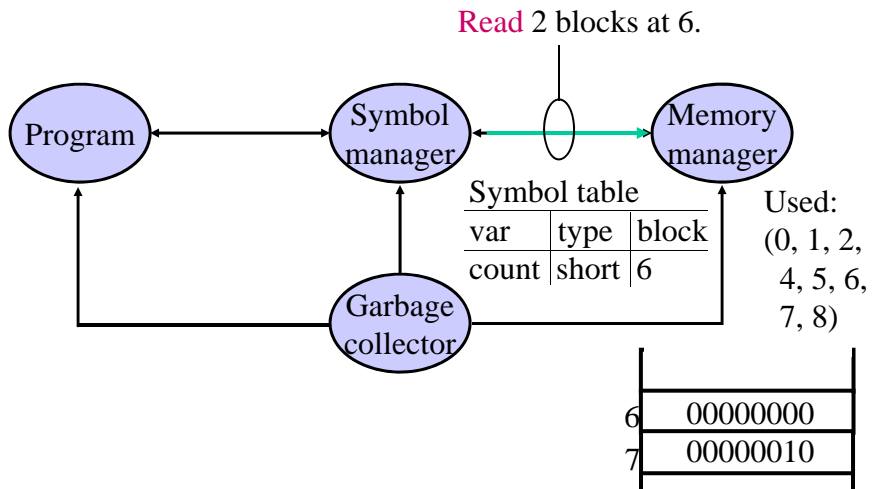 Read 2 blocks at 6.
Program
Symbol
manager
Memory
manager
Symbol table
var type block
count short 6
Used:
(0, 1, 2,
4, 5, 6,
7, 8)
Garbage
collector
6 00000000
7 00000010